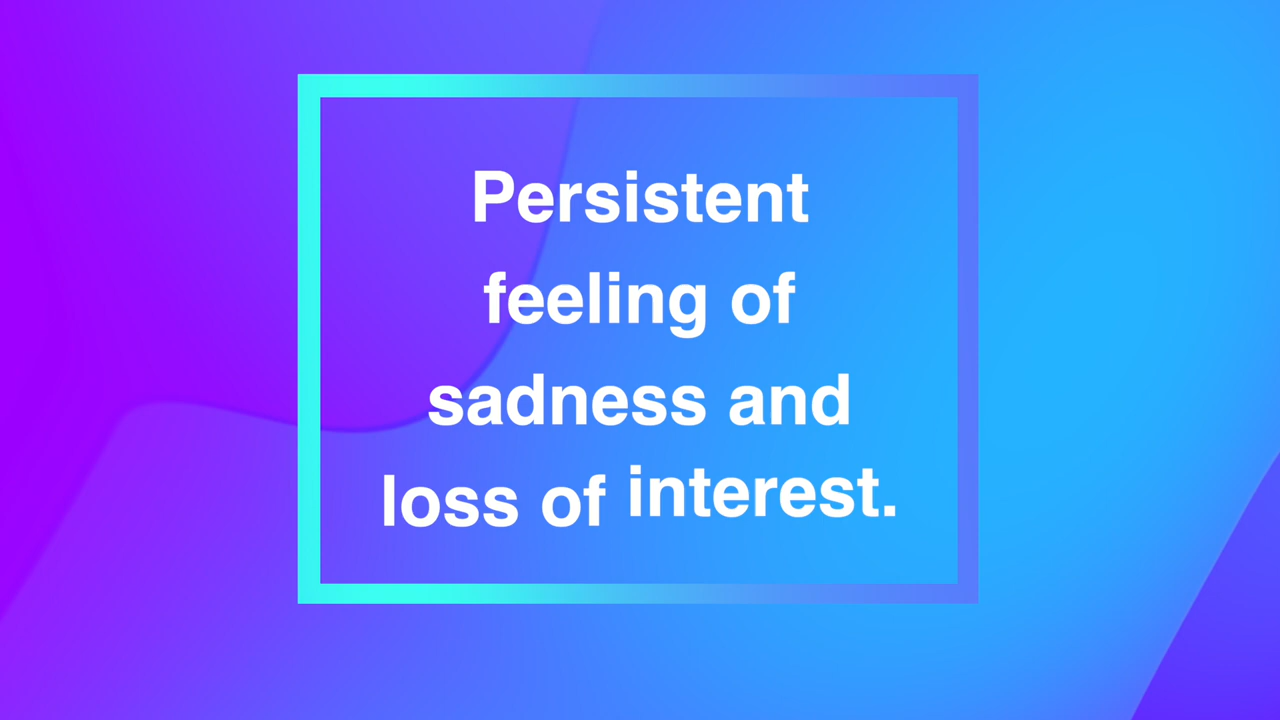 Persistent
feeling of
sadness and
loss of interest.